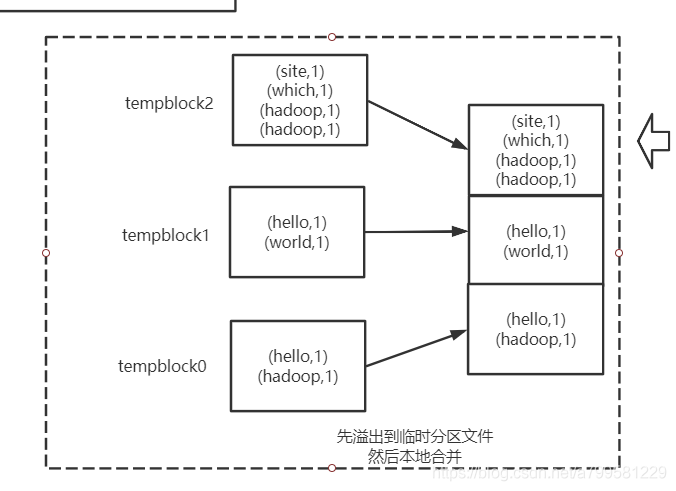 tempblock2
(site,1)
(which,1)
(hadoop,1)
(hadoop,1)
(site,1)
(which,1)
(hadoop,1)
(hadoop,1)
tempblock1
(hello,1)
(world,1)
(hello,1)
(world,1)
tempblock0
(hello,1)
(hadoop,1)
(hello,1)
(hadoop,1)
先溢出到临时分区文件
然后本地合并
https://blog.csdn.net/a799581229